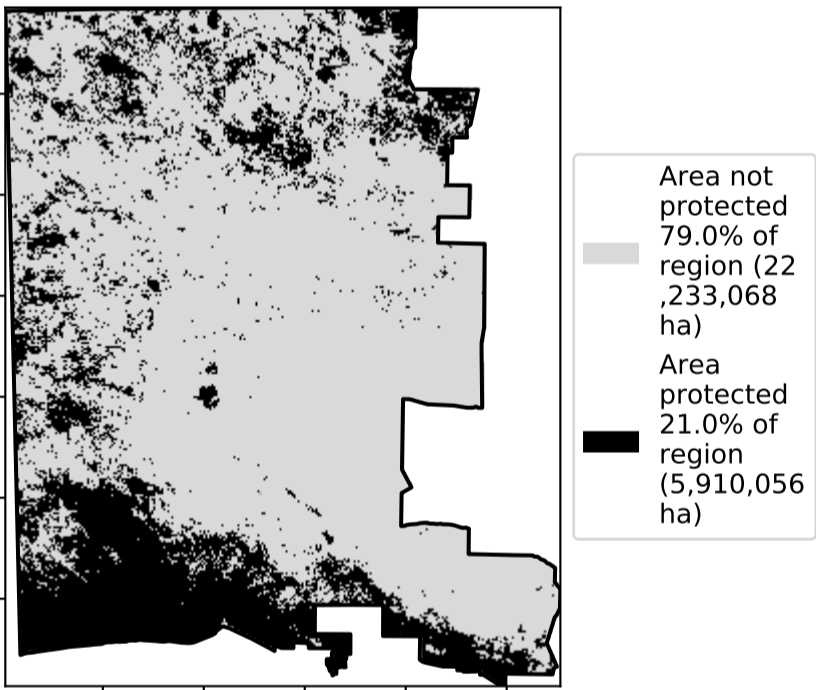 Area not
protected
79.0% of
region (22
,233,068
ha)
Area
protected
21.0% of
region
(5,910,056
ha)